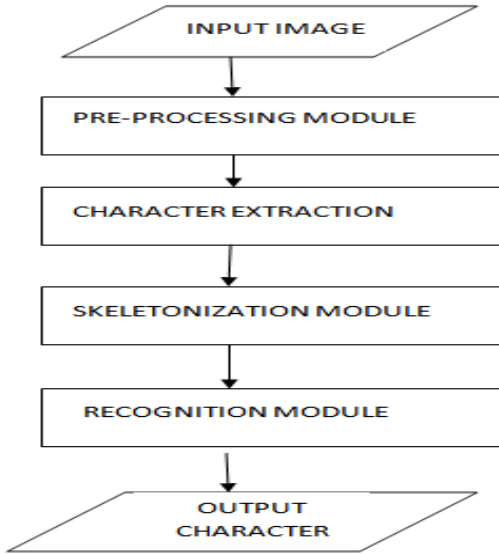 INPUT IMAGE
PRE-PROCESSING MODULE
CHARACTER EXTRACTION
SKELETONIZATION MODULE
RECOGNITION MODULE
OUTPUT
CHARACTER